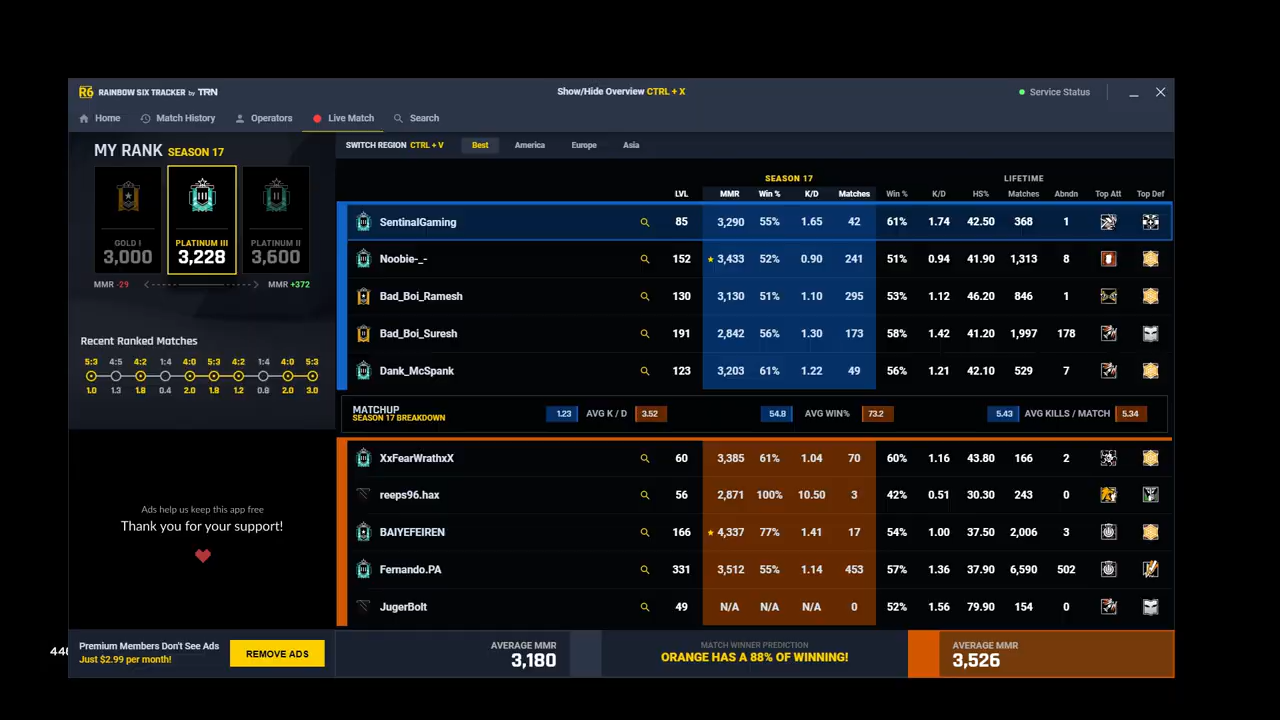 R6 RAINBOW SIX TRACKER by TRN
Show/Hide Overview CTRL + X
Service Status
Home
Match History
Operators
Live Match
Search
MY RANK SEASON 17
GOLD I
3,000
PLATINUM III
3,228
PLATINUM II
3,600
MMR -29
MMR +372
Recent Ranked Matches
5:3 4:5 4:2 1:4 4:0 5:3 4:2 1:4 4:0 5:3
1.0 1.3 1.8 0.4 2.0 1.8 1.2 0.8 2.0 3.0
Ads help us keep this app free
Thank you for your support!
Premium Members Don't See Ads
Just $2.99 per month!
REMOVE ADS
SWITCH REGION CTRL + V Best America Europe Asia
SEASON 17 LIFETIME
LVL MMR Win % K/D Matches Win % K/D HS% Matches Abndn Top Att Top Def
SentinalGaming 85 3,290 55% 1.65 42 61% 1.74 42.50 368 1
Noobie-_- 152 3,433 52% 0.90 241 51% 0.94 41.90 1,313 8
Bad_Boi_Ramesh 130 3,130 51% 1.10 295 53% 1.12 46.20 846 1
Bad_Boi_Suresh 191 2,842 56% 1.30 173 58% 1.42 41.20 1,997 178
Dank_McSpank 123 3,203 61% 1.22 49 56% 1.21 42.10 529 7
MATCHUP
SEASON 17 BREAKDOWN
1.23 AVG K / D 3.52
54.8 AVG WIN% 73.2
5.43 AVG KILLS / MATCH 5.34
XxFearWrathxX 60 3,385 61% 1.04 70 60% 1.16 43.80 166 2
reeps96.hax 56 2,871 100% 10.50 3 42% 0.51 30.30 243 0
BAIYEFEIREN 166 4,337 77% 1.41 17 54% 1.00 37.50 2,006 3
Fernando.PA 331 3,512 55% 1.14 453 57% 1.36 37.90 6,590 502
JugerBolt 49 N/A N/A N/A 0 52% 1.56 79.90 154 0
AVERAGE MMR
3,180
MATCH WINNER PREDICTION
ORANGE HAS A 88% OF WINNING!
AVERAGE MMR
3,526